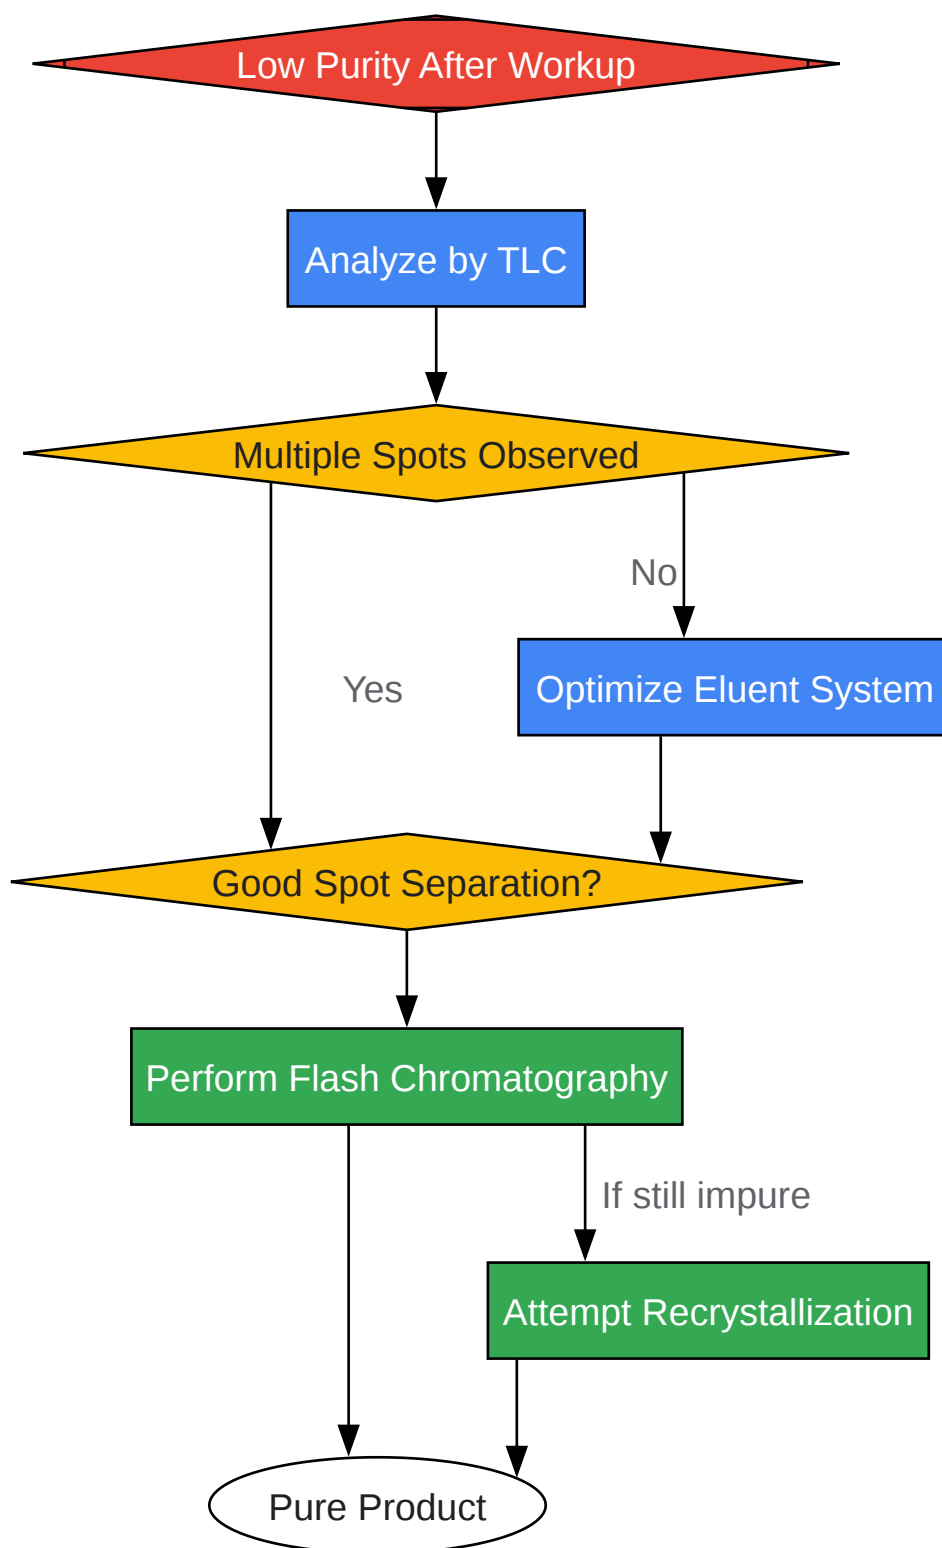 Low Purity After Workup
Analyze by TLC
Multiple Spots Observed
No
Yes
Optimize Eluent System
Good Spot Separation?
Perform Flash Chromatography
If still impure
Attempt Recrystallization
Pure Product